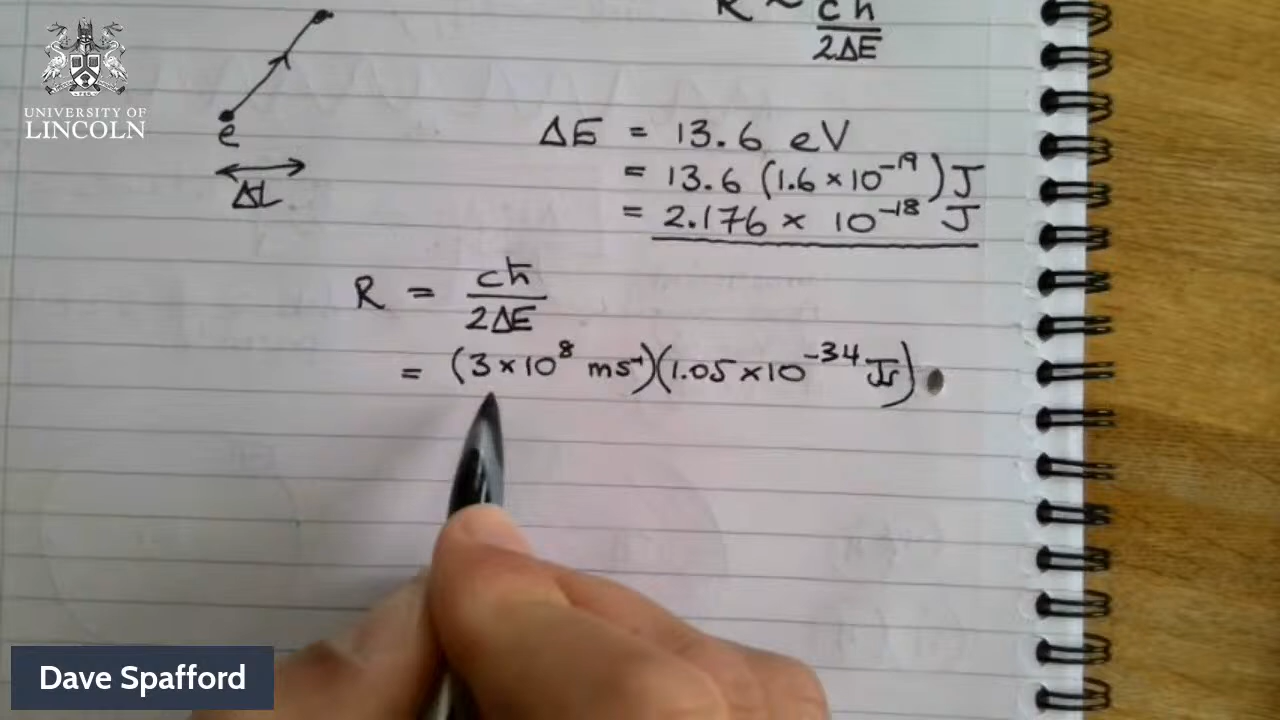 R ~ cħ
2ΔE
UNIVERSITY OF
LINCOLN
e
ΔL
ΔE = 13.6 eV
= 13.6 (1.6 × 10⁻¹⁹) J
= 2.176 × 10⁻¹⁸ J
R = cħ
2ΔE
= (3 × 10⁸ ms⁻¹)(1.05 × 10⁻³⁴ Js)
Dave Spafford